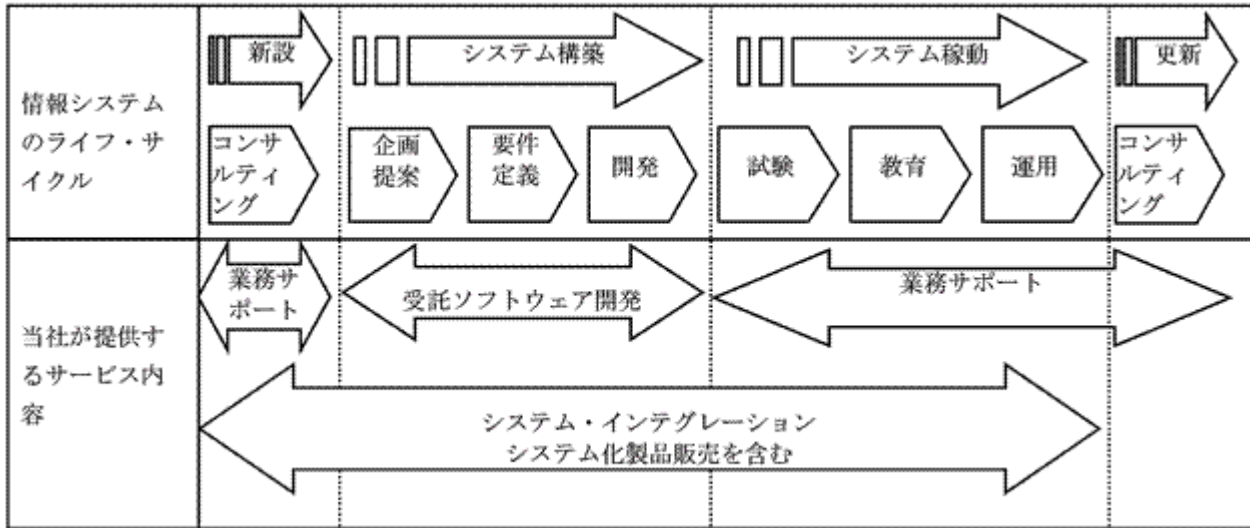 情報システム
のライフ・サ
イクル
新設
システム構築
システム稼動
更新
コンサ
ルティ
ング
企画
提案
要件
定義
開発
試験
教育
運用
コンサ
ルティ
ング
当社が提供す
るサービス内
容
業務サ
ポート
受託ソフトウェア開発
業務サポート
システム・インテグレーション
システム化製品販売を含む